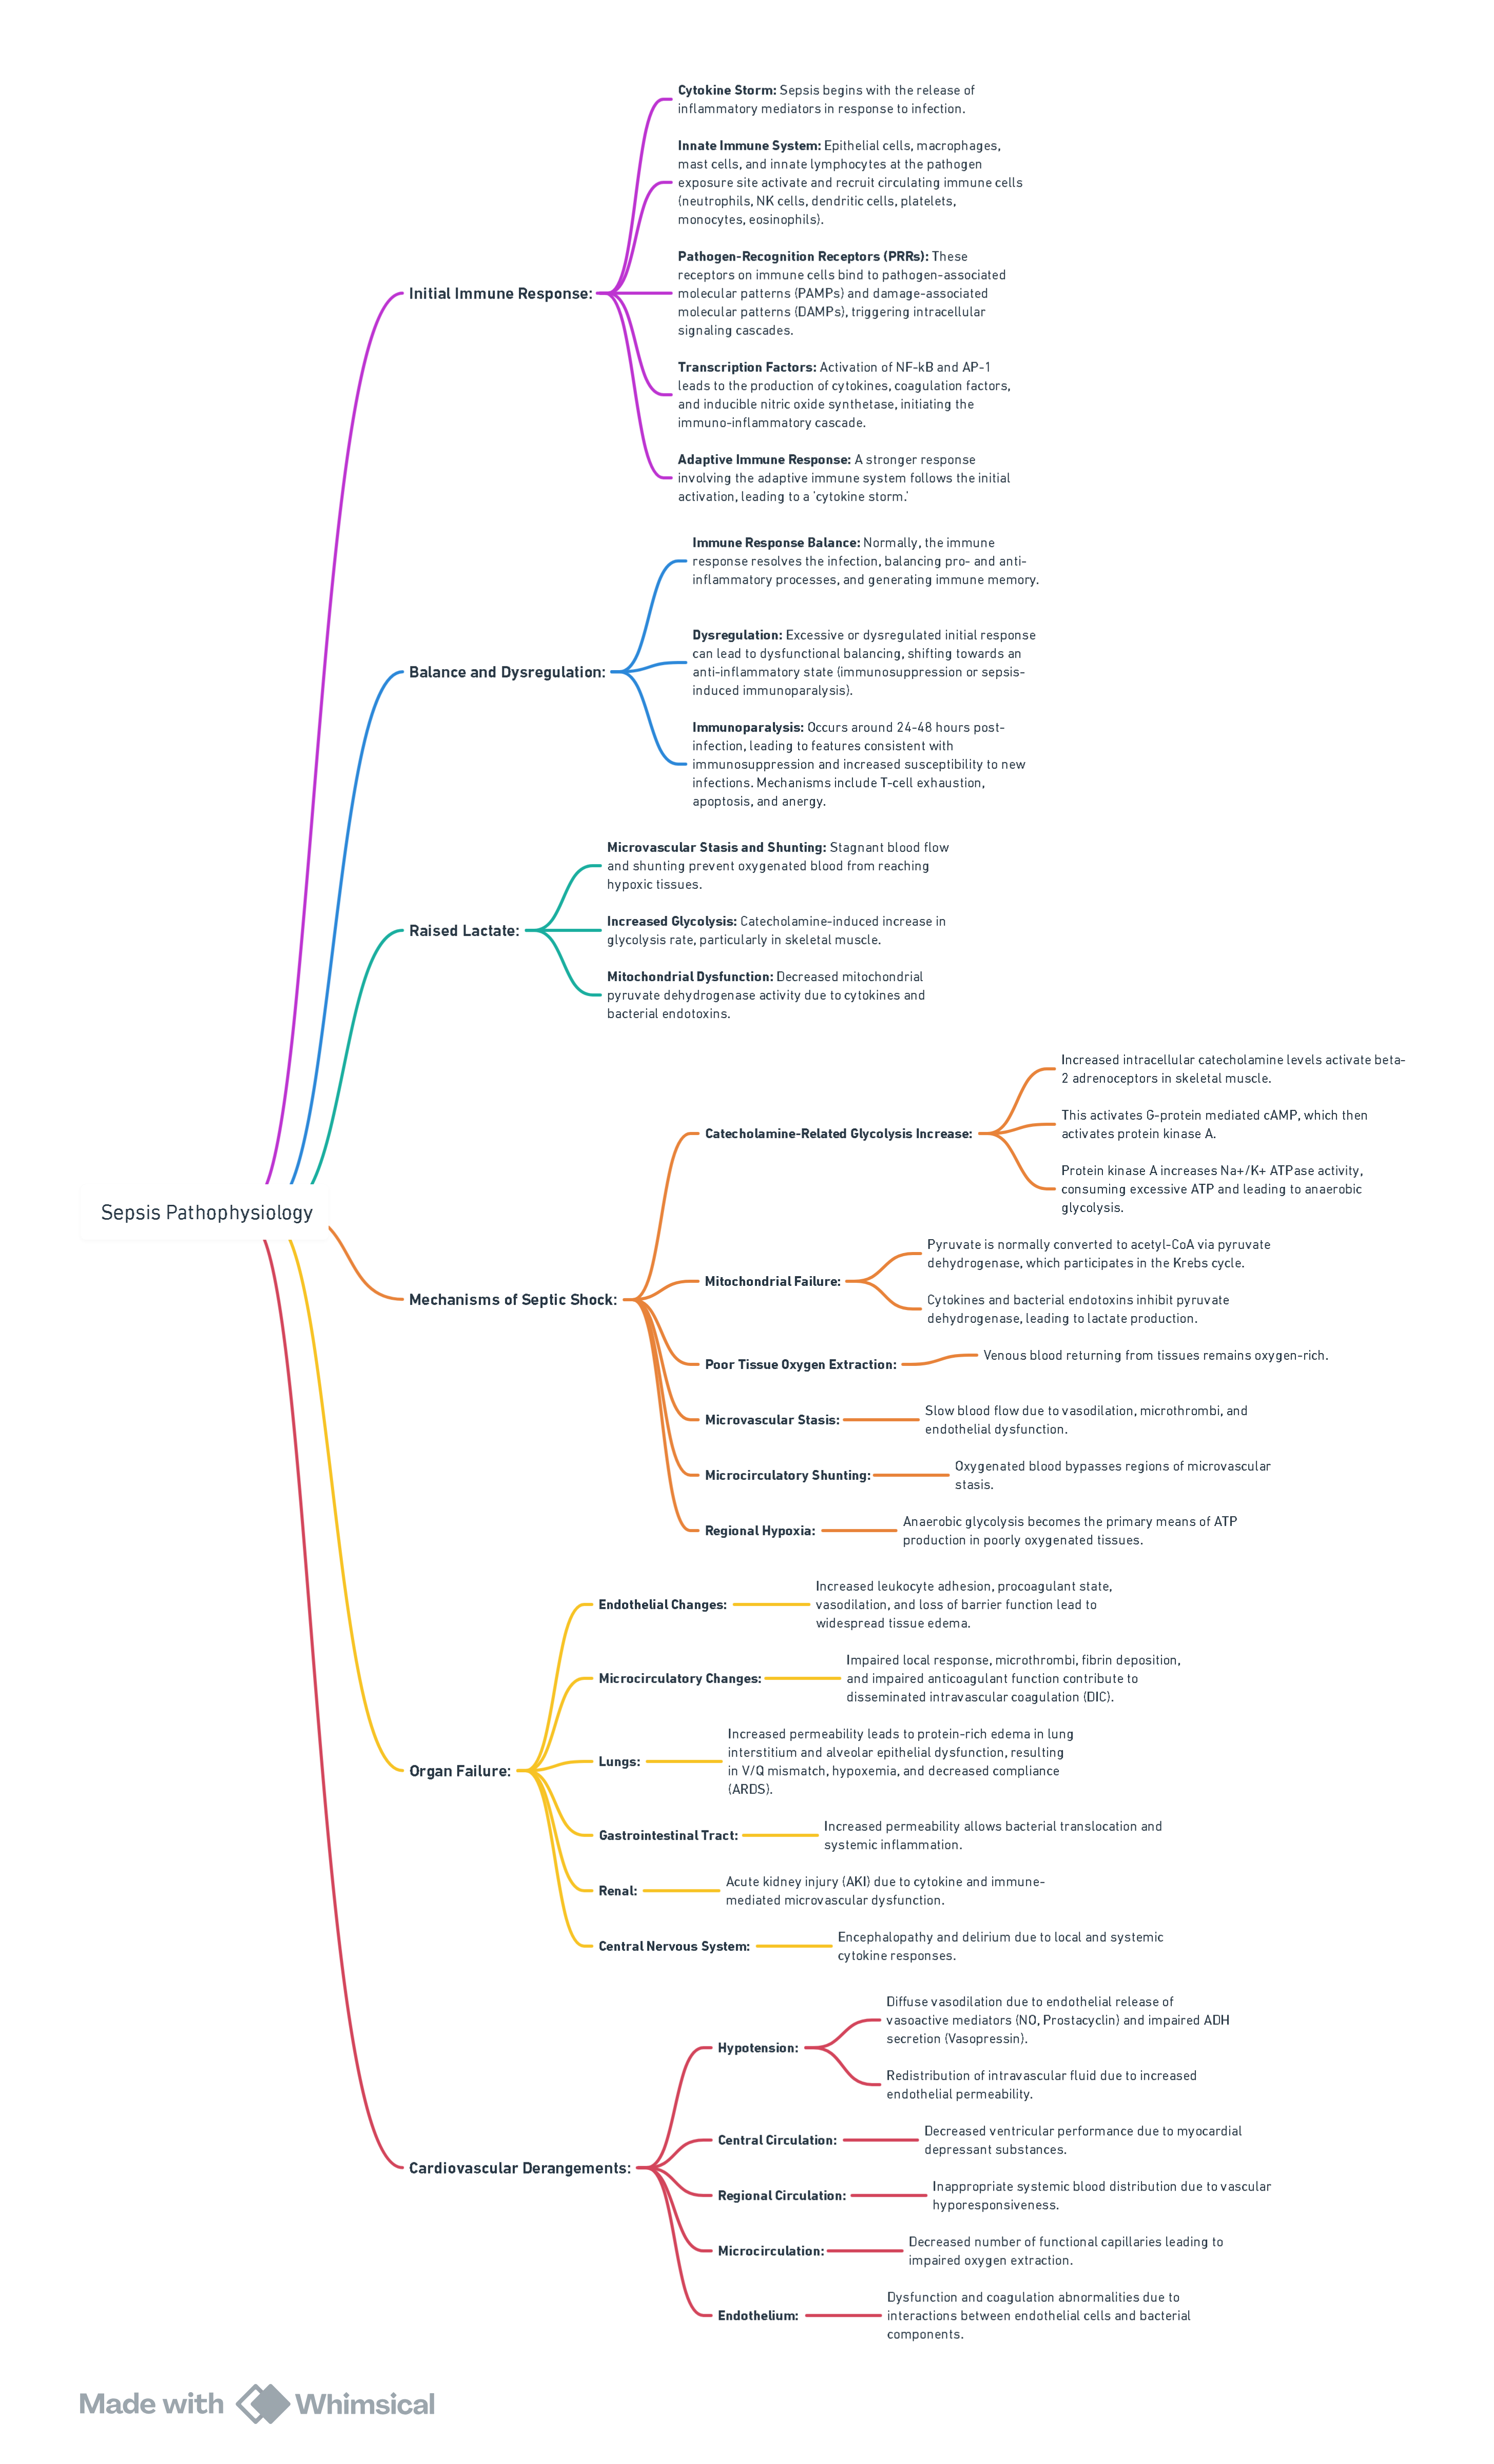 Cytokine Storm: Sepsis begins with the release of
inflammatory mediators in response to infection.
Innate Immune System: Epithelial cells, macrophages,
mast cells, and innate lymphocytes at the pathogen
exposure site activate and recruit circulating immune cells
(neutrophils, NK cells, dendritic cells, platelets,
monocytes, eosinophils).
Initial Immune Response:
Pathogen-Recognition Receptors (PRRs): These
receptors on immune cells bind to pathogen-associated
molecular patterns (PAMPs) and damage-associated
molecular patterns (DAMPs), triggering intracellular
signaling cascades.
Transcription Factors: Activation of NF-kB and AP-1
leads to the production of cytokines, coagulation factors,
and inducible nitric oxide synthetase, initiating the
immuno-inflammatory cascade.
Adaptive Immune Response: A stronger response
involving the adaptive immune system follows the initial
activation, leading to a 'cytokine storm.'
Immune Response Balance: Normally, the immune
response resolves the infection, balancing pro- and anti-
inflammatory processes, and generating immune memory.
Balance and Dysregulation:
Dysregulation: Excessive or dysregulated initial response
can lead to dysfunctional balancing, shifting towards an
anti-inflammatory state (immunosuppression or sepsis-
induced immunoparalysis).
Immunoparalysis: Occurs around 24-48 hours post-
infection, leading to features consistent with
immunosuppression and increased susceptibility to new
infections. Mechanisms include T-cell exhaustion,
apoptosis, and anergy.
Microvascular Stasis and Shunting: Stagnant blood flow
and shunting prevent oxygenated blood from reaching
hypoxic tissues.
Raised Lactate:
Increased Glycolysis: Catecholamine-induced increase in
glycolysis rate, particularly in skeletal muscle.
Mitochondrial Dysfunction: Decreased mitochondrial
pyruvate dehydrogenase activity due to cytokines and
bacterial endotoxins.
Sepsis Pathophysiology
Mechanisms of Septic Shock:
Catecholamine-Related Glycolysis Increase:
Increased intracellular catecholamine levels activate beta-
2 adrenoceptors in skeletal muscle.
This activates G-protein mediated cAMP, which then
activates protein kinase A.
Protein kinase A increases Na+/K+ ATPase activity,
consuming excessive ATP and leading to anaerobic
glycolysis.
Mitochondrial Failure:
Pyruvate is normally converted to acetyl-CoA via pyruvate
dehydrogenase, which participates in the Krebs cycle.
Cytokines and bacterial endotoxins inhibit pyruvate
dehydrogenase, leading to lactate production.
Poor Tissue Oxygen Extraction:
Venous blood returning from tissues remains oxygen-rich.
Microvascular Stasis:
Slow blood flow due to vasodilation, microthrombi, and
endothelial dysfunction.
Microcirculatory Shunting:
Oxygenated blood bypasses regions of microvascular
stasis.
Regional Hypoxia:
Anaerobic glycolysis becomes the primary means of ATP
production in poorly oxygenated tissues.
Organ Failure:
Endothelial Changes:
Increased leukocyte adhesion, procoagulant state,
vasodilation, and loss of barrier function lead to
widespread tissue edema.
Microcirculatory Changes:
Impaired local response, microthrombi, fibrin deposition,
and impaired anticoagulant function contribute to
disseminated intravascular coagulation (DIC).
Lungs:
Increased permeability leads to protein-rich edema in lung
interstitium and alveolar epithelial dysfunction, resulting
in V/Q mismatch, hypoxemia, and decreased compliance
(ARDS).
Gastrointestinal Tract:
Increased permeability allows bacterial translocation and
systemic inflammation.
Renal:
Acute kidney injury (AKI) due to cytokine and immune-
mediated microvascular dysfunction.
Central Nervous System:
Encephalopathy and delirium due to local and systemic
cytokine responses.
Cardiovascular Derangements:
Hypotension:
Diffuse vasodilation due to endothelial release of
vasoactive mediators (NO, Prostacyclin) and impaired ADH
secretion (Vasopressin).
Redistribution of intravascular fluid due to increased
endothelial permeability.
Central Circulation:
Decreased ventricular performance due to myocardial
depressant substances.
Regional Circulation:
Inappropriate systemic blood distribution due to vascular
hyporesponsiveness.
Microcirculation:
Decreased number of functional capillaries leading to
impaired oxygen extraction.
Endothelium:
Dysfunction and coagulation abnormalities due to
interactions between endothelial cells and bacterial
components.
Made with Whimsical